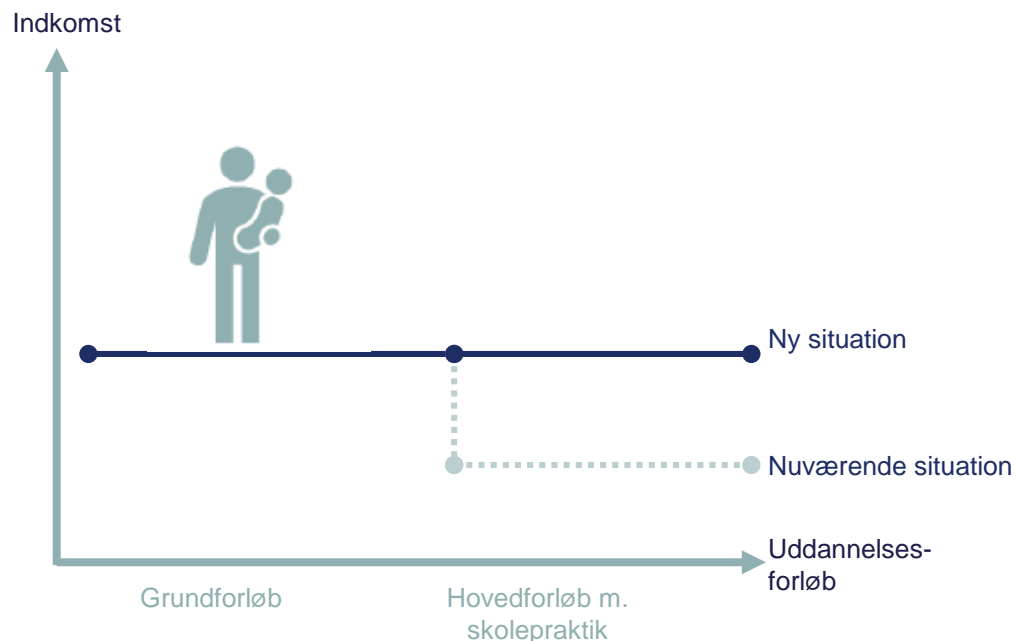 Indkomst
Ny situation
Nuværende situation
Uddannelses-
forløb
Grundforløb
Hovedforløb m.
skolepraktik